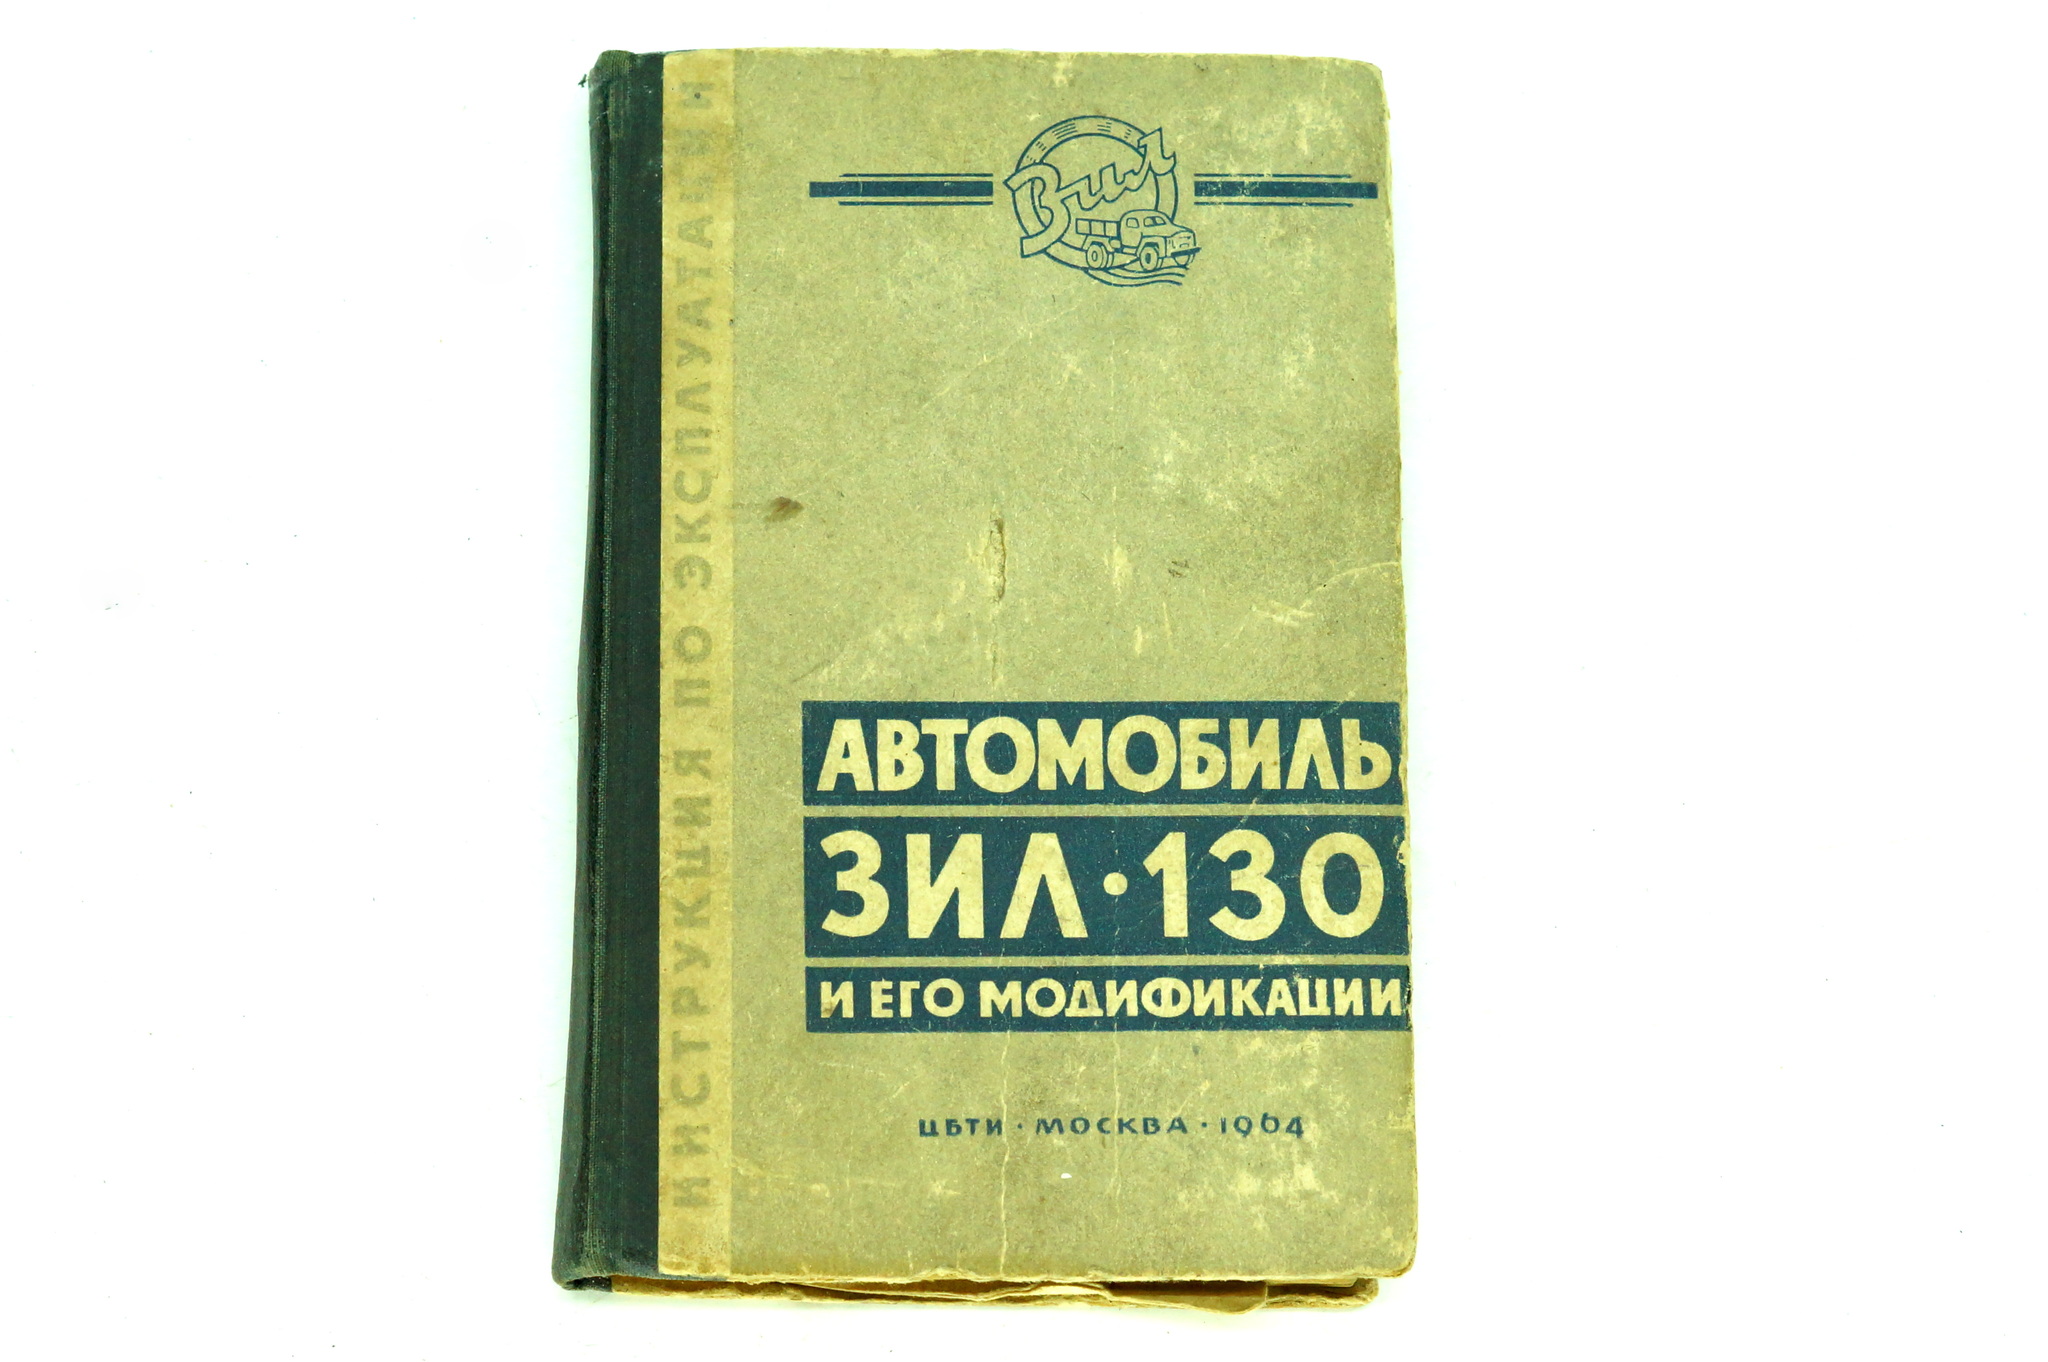 Зил
АВТОМОБИЛЬ
ЗИЛ·130
И ЕГО МОДИФИКАЦИИ
ЦБТИ · МОСКВА · 1964
ИНСТРУКЦИЯ ПО ЭКСПЛУАТАЦИИ